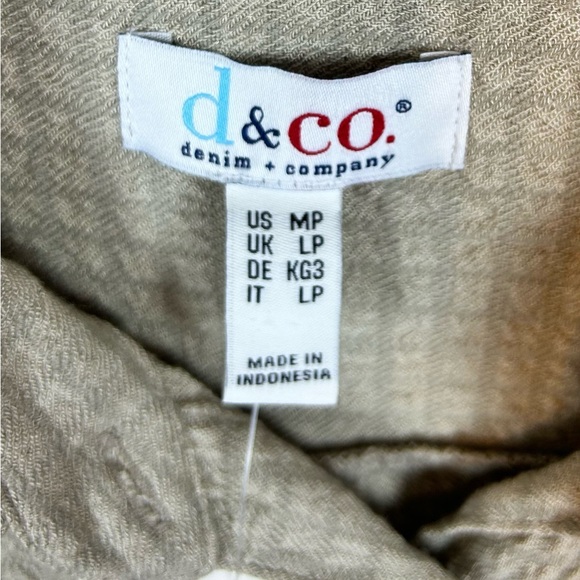 d&co.®
denim + company
US MP
UK LP
DE KG3
IT LP
MADE IN
INDONESIA